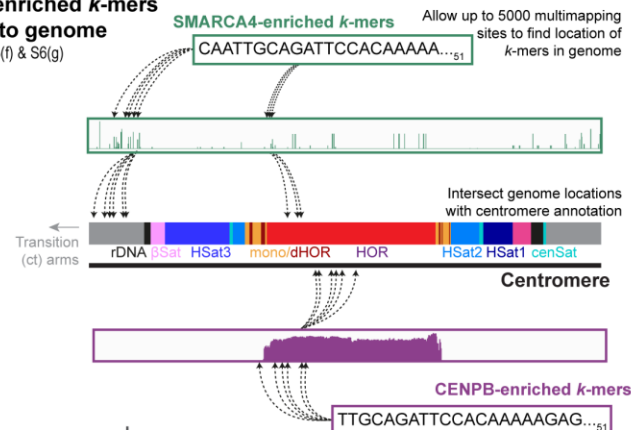 enriched k-mers
to genome
(f) & S6(g)
SMARCA4-enriched k-mers
CAATTGCAGATTCCACAAAAA...51
Allow up to 5000 multimapping
sites to find location of
k-mers in genome
Intersect genome locations
with centromere annotation
Transition
(ct) arms
rDNA βSat HSat3 mono/dHOR HOR HSat2 HSat1 cenSat
Centromere
CENPB-enriched k-mers
TTGCAGATTCCACAAAAAGAG...51